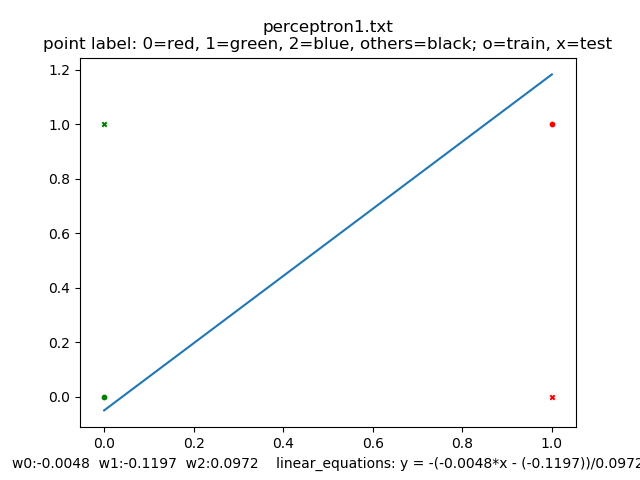 perceptron1.txt
point label: 0=red, 1=green, 2=blue, others=black; o=train, x=test
1.2
1.0
0.8
0.6
0.4
0.2
0.0
0.0 0.2 0.4 0.6 0.8 1.0
w0:-0.0048 w1:-0.1197 w2:0.0972 linear_equations: y = -(-0.0048*x - (-0.1197))/0.0972